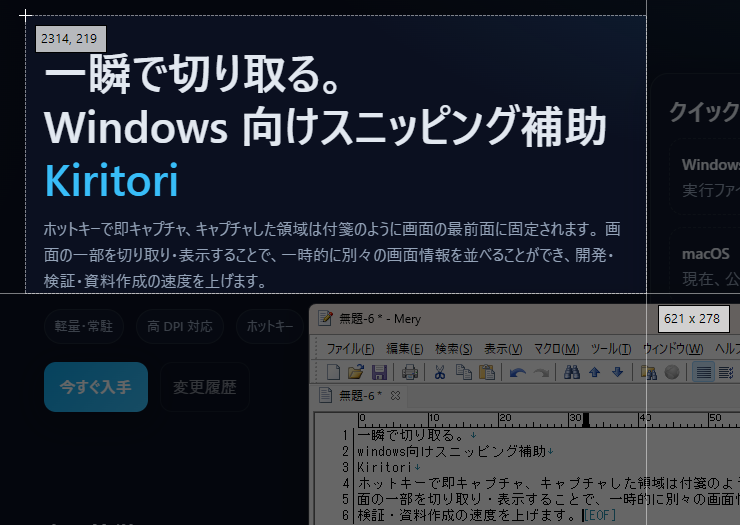 2314, 219
一瞬で切り取る。
Windows 向けスニッピング補助
Kiritori
ホットキーで即キャプチャ、キャプチャした領域は付箋のように画面の最前面に固定されます。画
面の一部を切り取り・表示することで、一時的に別々の画面情報を並べることができ、開発・
検証・資料作成の速度を上げます。
クイック
Windows
実行ファイ
macOS
現在、公
621 x 278
軽量・常駐
高 DPI 対応
ホットキー
今すぐ入手
変更履歴
無題-6 * - Mery
ファイル(F) 編集(E) 検索(S) 表示(V) マクロ(M) ツール(T) ウィンドウ(W) ヘル
無題-6 *
0 10 20 30 40 50
1 一瞬で切り取る。↓
2 windows向けスニッピング補助↓
3 Kiritori↓
4 ホットキーで即キャプチャ、キャプチャした領域は付箋のよう
5 面の一部を切り取り・表示することで、一時的に別々の画面情
6 検証・資料作成の速度を上げます。[EOF]